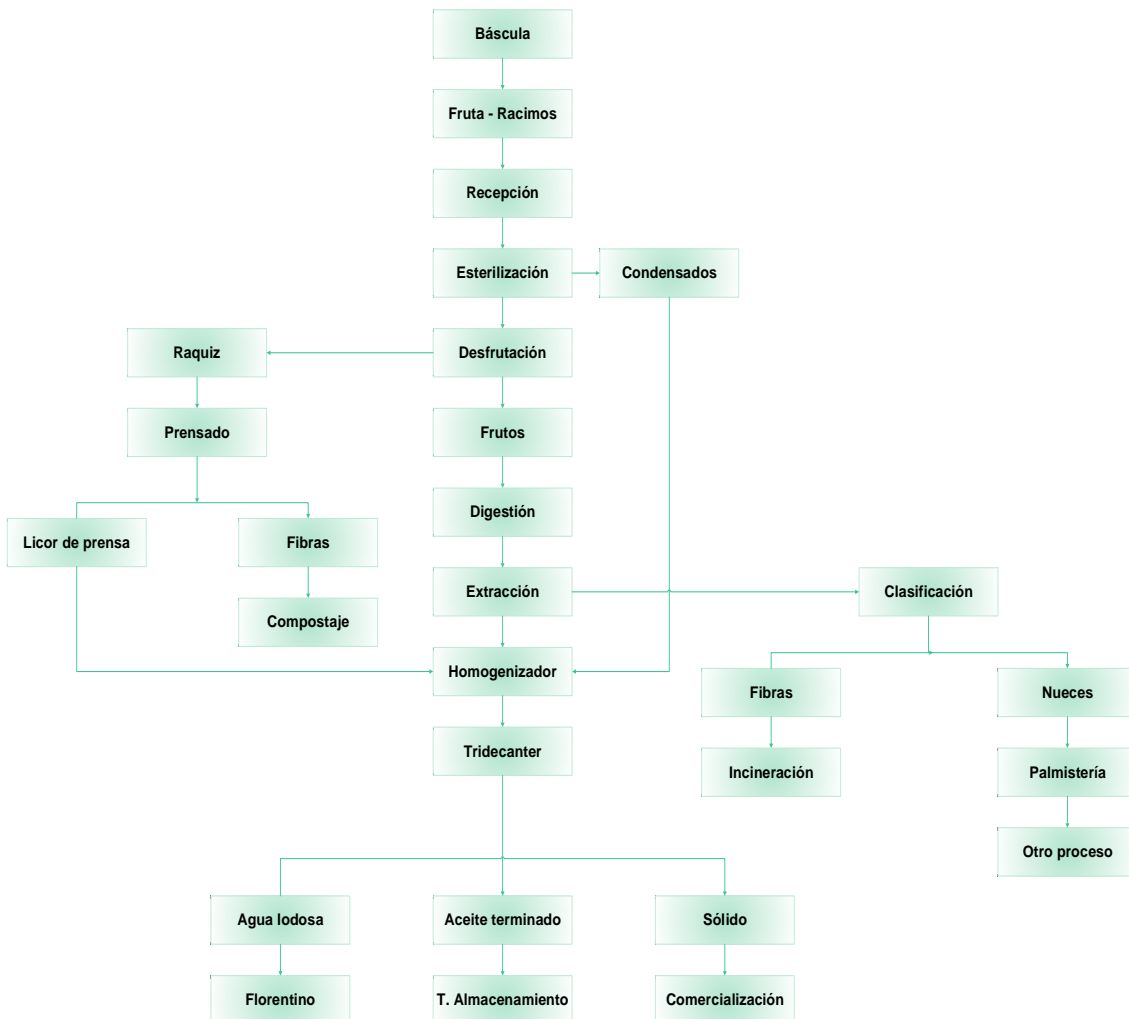 Báscula
Fruta - Racimos
Recepción
Esterilización
Condensados
Raquiz
Desfrutación
Prensado
Frutos
Digestión
Licor de prensa
Fibras
Extracción
Clasificación
Compostaje
Homogenizador
Fibras
Nueces
Tridecanter
Incineración
Palmistería
Otro proceso
Agua lodosa
Aceite terminado
Sólido
Florentino
T. Almacenamiento
Comercialización